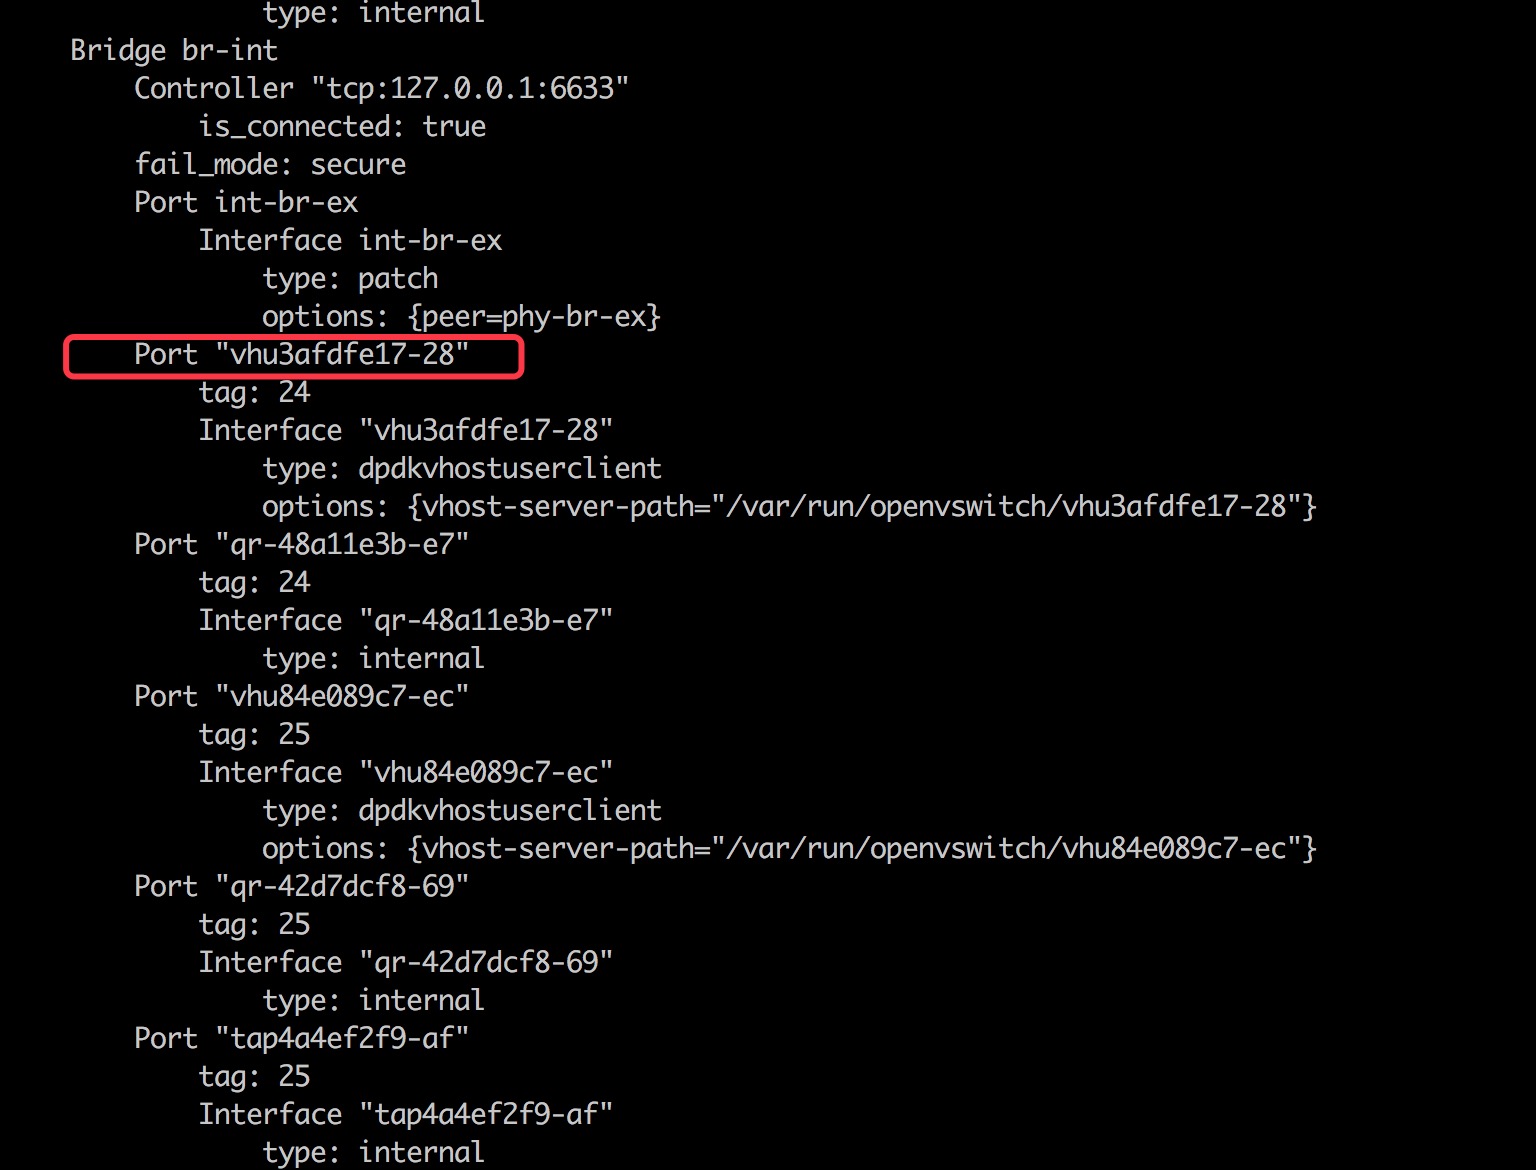 type: internal
Bridge br-int
Controller "tcp:127.0.0.1:6633"
is_connected: true
fail_mode: secure
Port int-br-ex
Interface int-br-ex
type: patch
options: {peer=phy-br-ex}
Port "vhu3afdfe17-28"
tag: 24
Interface "vhu3afdfe17-28"
type: dpdkvhostuserclient
options: {vhost-server-path="/var/run/openvswitch/vhu3afdfe17-28"}
Port "qr-48a11e3b-e7"
tag: 24
Interface "qr-48a11e3b-e7"
type: internal
Port "vhu84e089c7-ec"
tag: 25
Interface "vhu84e089c7-ec"
type: dpdkvhostuserclient
options: {vhost-server-path="/var/run/openvswitch/vhu84e089c7-ec"}
Port "qr-42d7dcf8-69"
tag: 25
Interface "qr-42d7dcf8-69"
type: internal
Port "tap4a4ef2f9-af"
tag: 25
Interface "tap4a4ef2f9-af"
type: internal